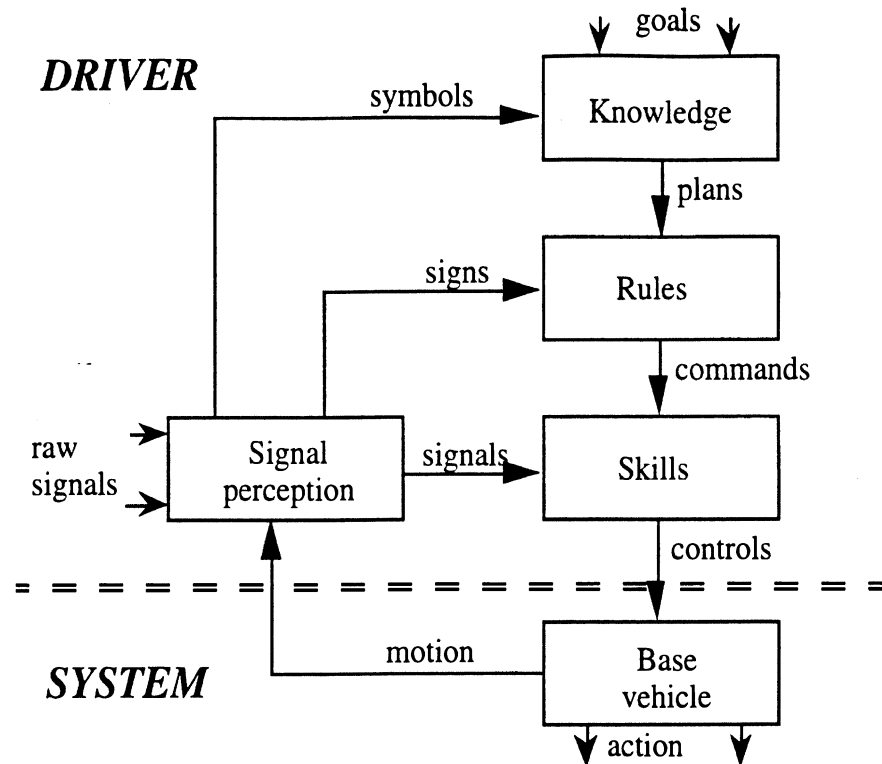 goals
DRIVER
symbols
Knowledge
plans
signs
Rules
commands
raw
signals
Signal
perception
signals
Skills
controls
motion
Base
vehicle
SYSTEM
action